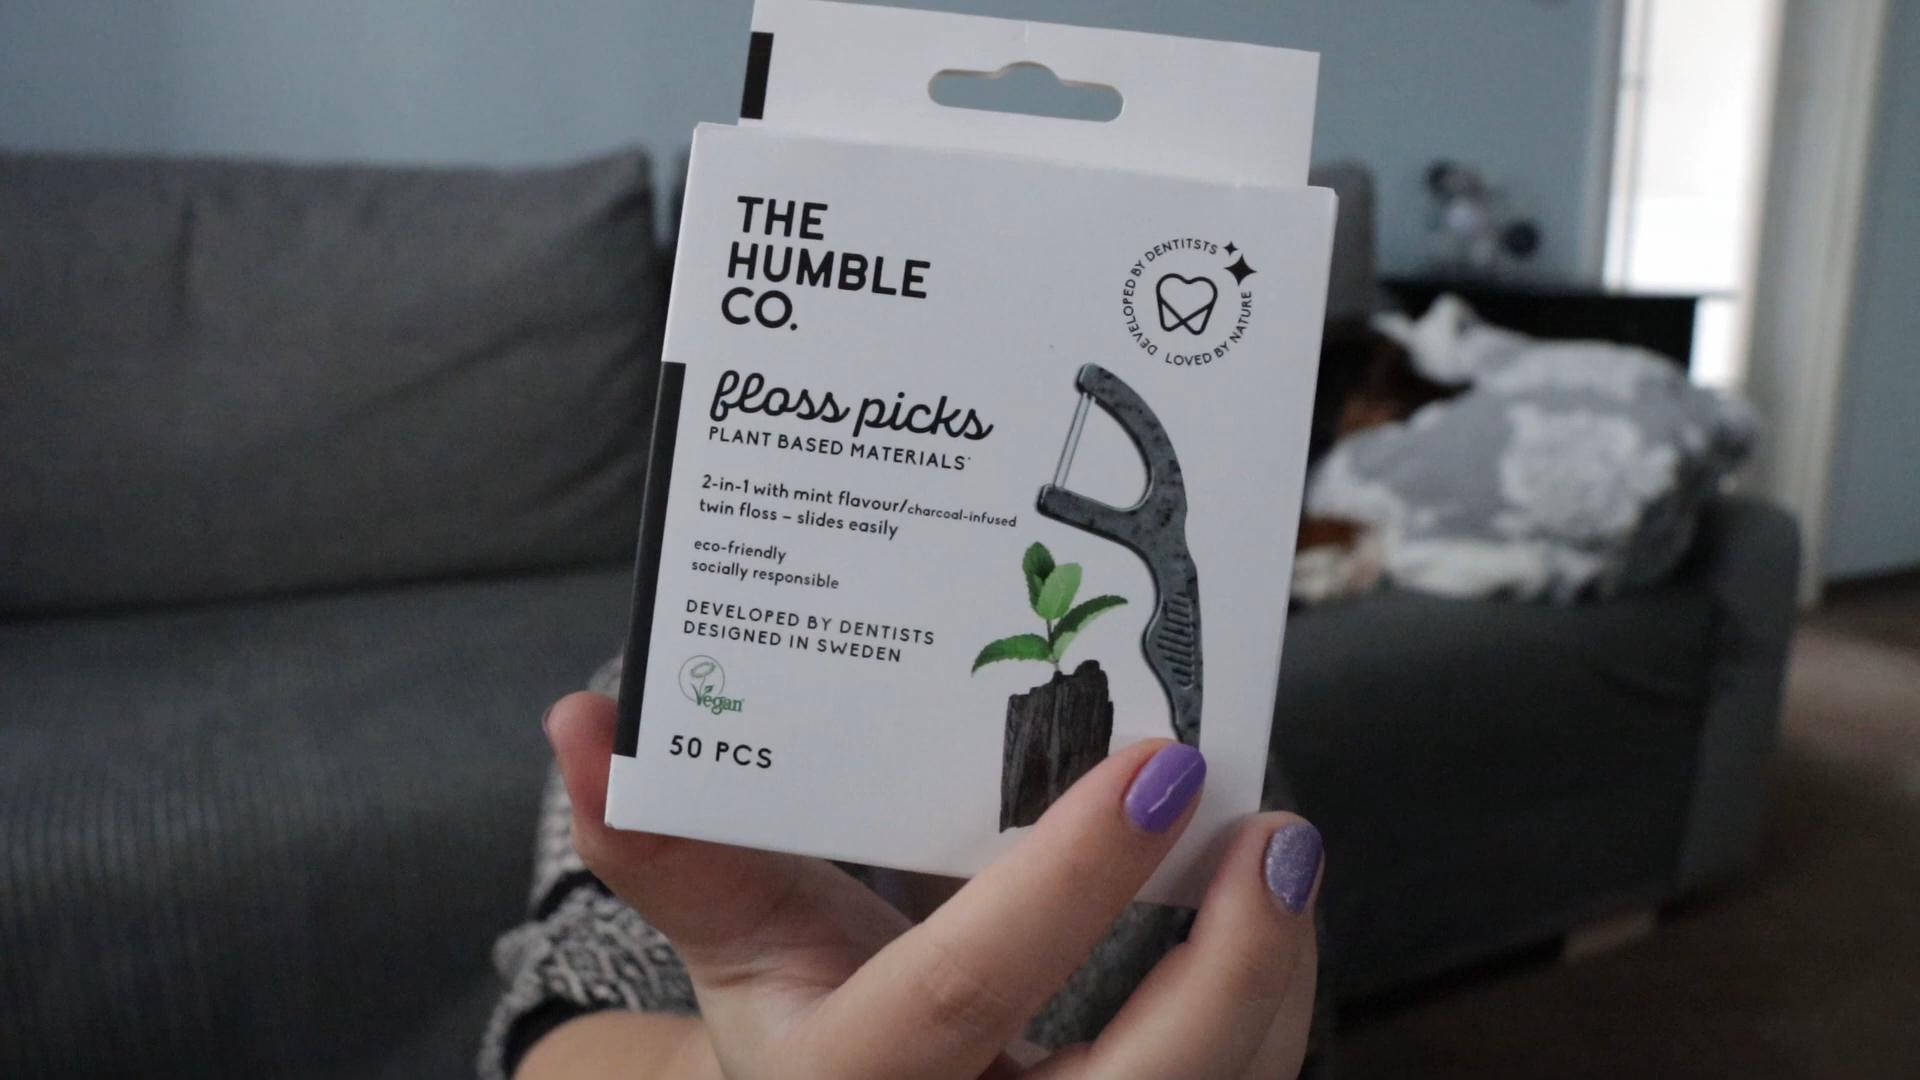 THE
HUMBLE
CO.
DEVELOPED BY DENTITSTS
LOVED BY NATURE
floss picks
PLANT BASED MATERIALS*
2-in-1 with mint flavour/charcoal-infused
twin floss – slides easily
eco-friendly
socially responsible
DEVELOPED BY DENTISTS
DESIGNED IN SWEDEN
Vegan
50 PCS